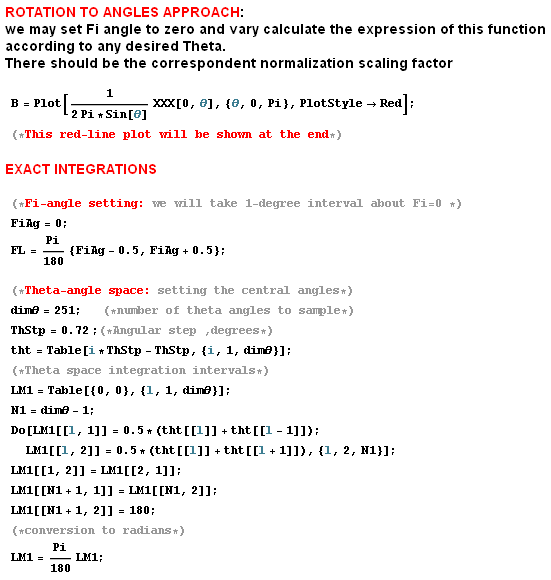 ROTATION TO ANGLES APPROACH:
we may set Fi angle to zero and vary calculate the expression of this function
according to any desired Theta.
There should be the correspondent normalization scaling factor
B = Plot[1/(2 Pi * Sin[θ]) XXX[0, θ], {θ, 0, Pi}, PlotStyle → Red];
(*This red-line plot will be shown at the end*)
EXACT INTEGRATIONS
(*Fi-angle setting: we will take 1-degree interval about Fi=0 *)
FiAg = 0;
FL = Pi/180 {FiAg - 0.5, FiAg + 0.5};
(*Theta-angle space: setting the central angles*)
dimθ = 251; (*number of theta angles to sample*)
ThStp = 0.72 ; (*Angular step ,degrees*)
tht = Table[i * ThStp - ThStp, {i, 1, dimθ}];
(*Theta space integration intervals*)
LM1 = Table[{0, 0}, {l, 1, dimθ}];
N1 = dimθ - 1;
Do[LM1[[l, 1]] = 0.5 * (tht[[l]] + tht[[l - 1]]);
LM1[[l, 2]] = 0.5 * (tht[[l]] + tht[[l + 1]]), {l, 2, N1}];
LM1[[1, 2]] = LM1[[2, 1]];
LM1[[N1 + 1, 1]] = LM1[[N1, 2]];
LM1[[N1 + 1, 2]] = 180;
(*conversion to radians*)
LM1 = Pi/180 LM1;